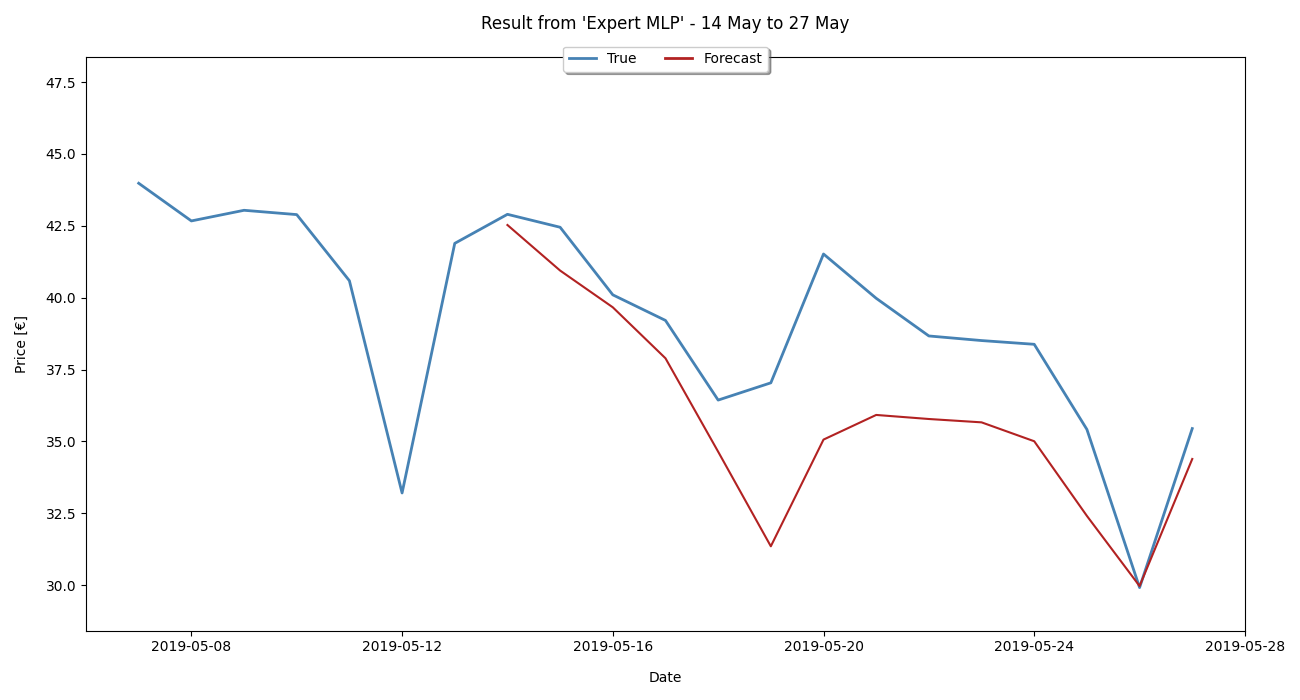 Result from 'Expert MLP' - 14 May to 27 May
True Forecast
47.5
45.0
42.5
40.0
37.5
35.0
32.5
30.0
Price [€]
2019-05-08 2019-05-12 2019-05-16 2019-05-20 2019-05-24 2019-05-28
Date